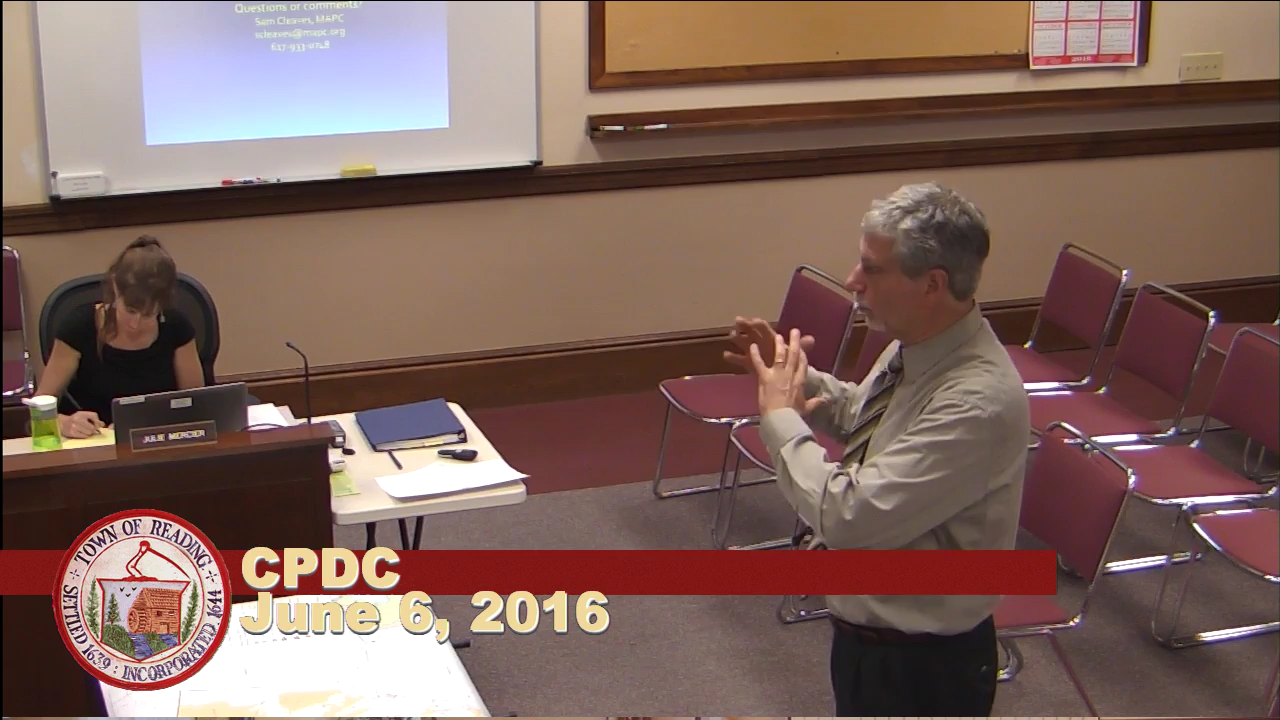 Questions or comments?
Sam Cleaves, MAPC
scleaves@mapc.org
JULIE MERCIER
TOWN OF READING
SETTLED 1639 : INCORPORATED 1644
CPDC
June 6, 2016